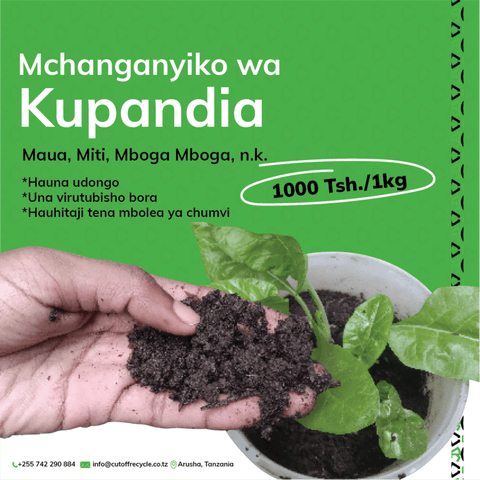 Mchanganyiko wa
Kupandia
Maua, Miti, Mboga Mboga, n.k.
*Hauna udongo
*Una virutubisho bora
*Hauhitaji tena mbolea ya chumvi
1000 Tsh./1kg
+255 742 290 884 info@cutoffrecycle.co.tz Arusha, Tanzania